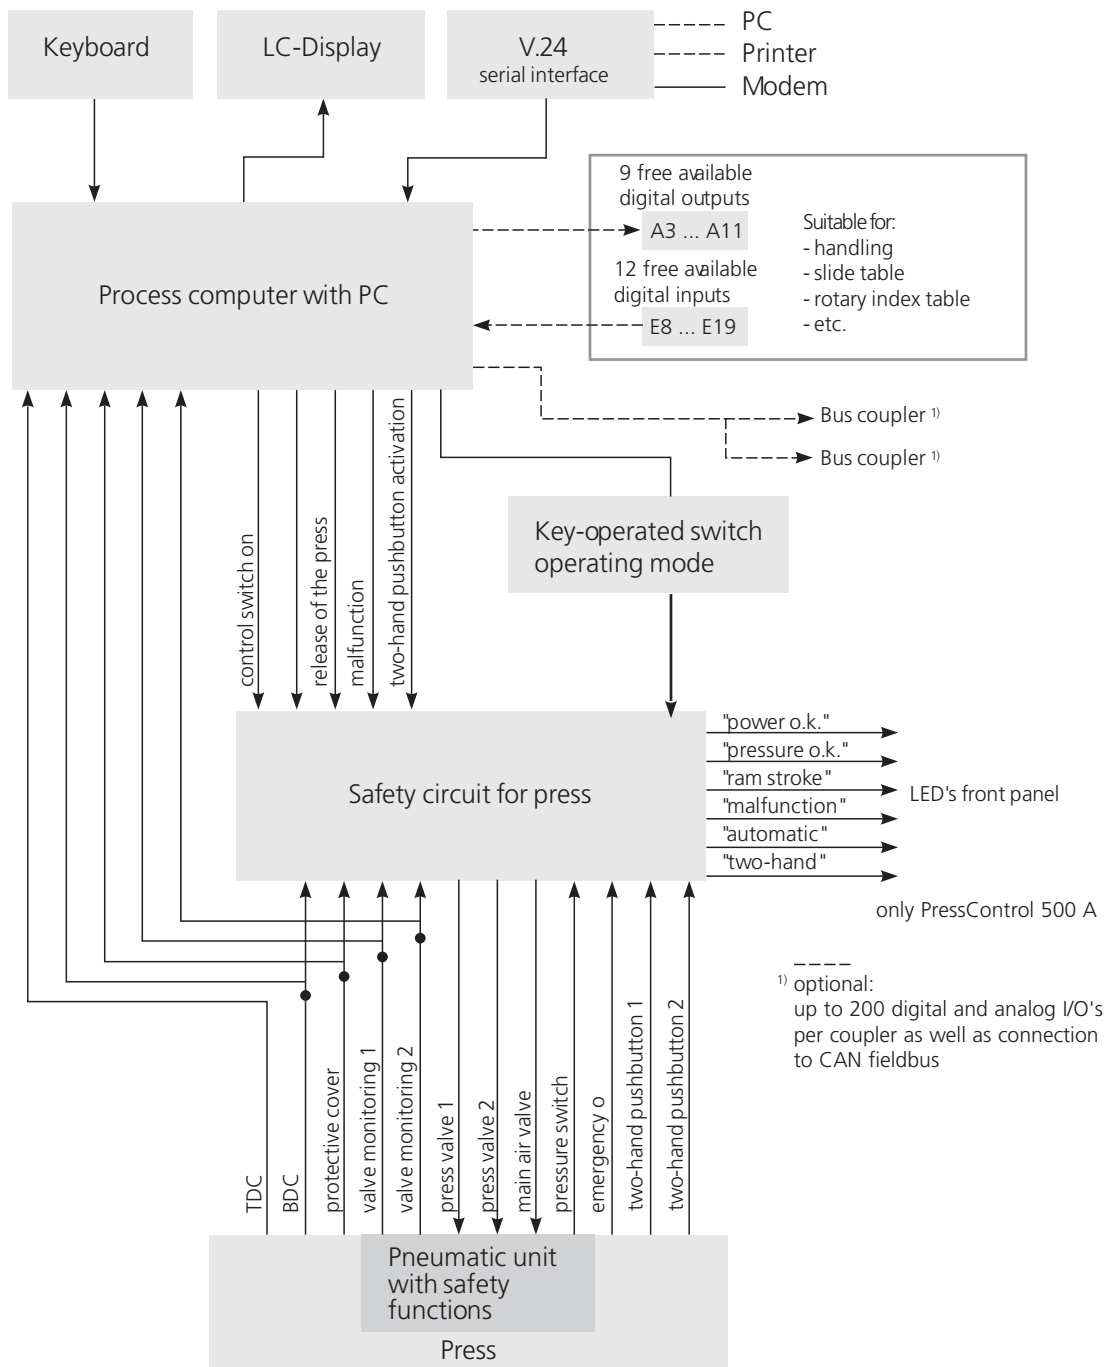 Keyboard
LC-Display
V.24
serial interface
PC
Printer
Modem
9 free available
digital outputs
A3 ... A11
12 free available
digital inputs
E8 ... E19
Suitable for:
- handling
- slide table
- rotary index table
- etc.
Process computer with PC
Bus coupler 1)
Bus coupler 1)
Key-operated switch
operating mode
control switch on
release of the press
malfunction
two-hand pushbutton activation
Safety circuit for press
"power o.k."
"pressure o.k."
"ram stroke"
"malfunction"
"automatic"
"two-hand"
LED's front panel
only PressControl 500 A
1) optional:
up to 200 digital and analog I/O's
per coupler as well as connection
to CAN fieldbus
TDC
BDC
protective cover
valve monitoring 1
valve monitoring 2
press valve 1
press valve 2
main air valve
pressure switch
emergency o
two-hand pushbutton 1
two-hand pushbutton 2
Pneumatic unit
with safety
functions
Press